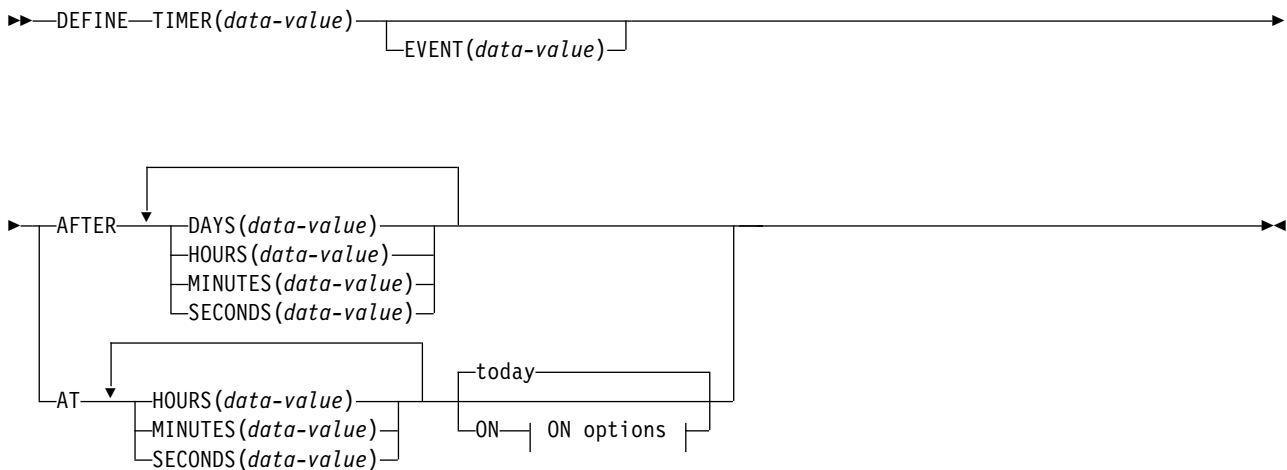 DEFINE TIMER(data-value)
EVENT(data-value)
AFTER DAYS(data-value)
HOURS(data-value)
MINUTES(data-value)
SECONDS(data-value)
today
AT HOURS(data-value)
MINUTES(data-value) ON ON options
SECONDS(data-value)